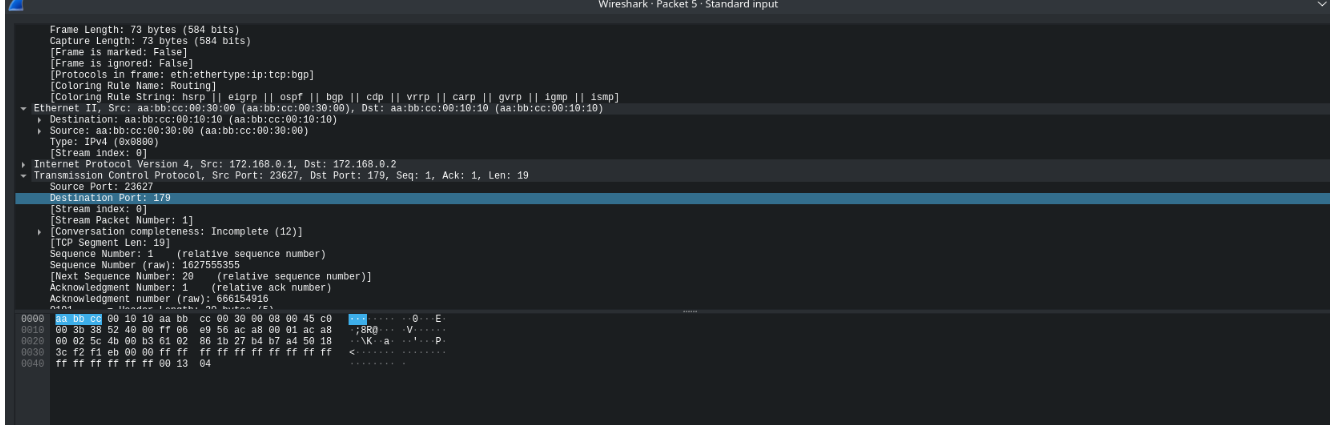 Wireshark · Packet 5 · Standard input
Frame Length: 73 bytes (584 bits)
Capture Length: 73 bytes (584 bits)
[Frame is marked: False]
[Frame is ignored: False]
[Protocols in frame: eth:ethertype:ip:tcp:bgp]
[Coloring Rule Name: Routing]
[Coloring Rule String: hsrp || eigrp || ospf || bgp || cdp || vrrp || carp || gvrp || igmp || ismp]
Ethernet II, Src: aa:bb:cc:00:30:00 (aa:bb:cc:00:30:00), Dst: aa:bb:cc:00:10:10 (aa:bb:cc:00:10:10)
Destination: aa:bb:cc:00:10:10 (aa:bb:cc:00:10:10)
Source: aa:bb:cc:00:30:00 (aa:bb:cc:00:30:00)
Type: IPv4 (0x0800)
[Stream index: 0]
Internet Protocol Version 4, Src: 172.168.0.1, Dst: 172.168.0.2
Transmission Control Protocol, Src Port: 23627, Dst Port: 179, Seq: 1, Ack: 1, Len: 19
Source Port: 23627
Destination Port: 179
[Stream index: 0]
[Stream Packet Number: 1]
[Conversation completeness: Incomplete (12)]
[TCP Segment Len: 19]
Sequence Number: 1    (relative sequence number)
Sequence Number (raw): 1627555355
[Next Sequence Number: 20    (relative sequence number)]
Acknowledgment Number: 1    (relative ack number)
Acknowledgment number (raw): 666154916
0000 aa bb cc 00 10 10 aa bb cc 00 30 00 08 00 45 c0 ··········0···E·
0010 00 3b 38 52 40 00 ff 06 e9 56 ac a8 00 01 ac a8 ·;8R@····V······
0020 00 02 5c 4b 00 b3 61 02 86 1b 27 b4 b7 a4 50 18 ··\K··a···'···P·
0030 3c f2 f1 eb 00 00 ff ff ff ff ff ff ff ff ff ff <···············
0040 ff ff ff ff ff ff 00 13 04 ·········